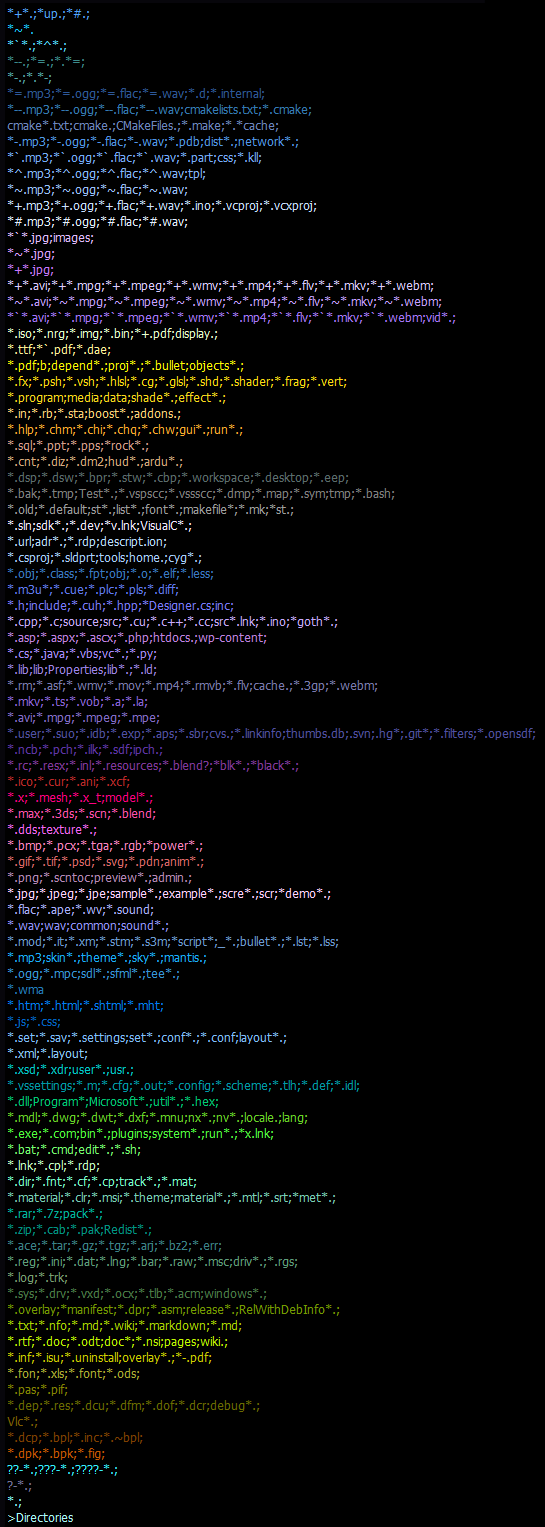 *+*.;*up.;*#.;
*~*.
*`*.;*^*.;
*--.;*=.;*.*=;
*-.;*.*-;
*=.mp3;*=.ogg;*=.flac;*=.wav;*.d;*.internal;
*--.mp3;*--.ogg;*--.flac;*--.wav;cmakelists.txt;*.cmake;
cmake*.txt;cmake.;CMakeFiles.;*.make;*.*cache;
*-.mp3;*-.ogg;*-.flac;*-.wav;*.pdb;dist*.;network*.;
*`.mp3;*`.ogg;*`.flac;*`.wav;*.part;css;*.kll;
*^.mp3;*^.ogg;*^.flac;*^.wav;tpl;
*~.mp3;*~.ogg;*~.flac;*~.wav;
*+.mp3;*+.ogg;*+.flac;*+.wav;*.ino;*.vcproj;*.vcxproj;
*#.mp3;*#.ogg;*#.flac;*#.wav;
*`*.jpg;images;
*~*.jpg;
*+*.jpg;
*+*.avi;*+*.mpg;*+*.mpeg;*+*.wmv;*+*.mp4;*+*.flv;*+*.mkv;*+*.webm;
*~*.avi;*~*.mpg;*~*.mpeg;*~*.wmv;*~*.mp4;*~*.flv;*~*.mkv;*~*.webm;
*`*.avi;*`*.mpg;*`*.mpeg;*`*.wmv;*`*.mp4;*`*.flv;*`*.mkv;*`*.webm;vid*.;
*.iso;*.nrg;*.img;*.bin;*+.pdf;display.;
*.ttf;*`.pdf;*.dae;
*.pdf;b;depend*.;proj*.;*.bullet;objects*.;
*.fx;*.psh;*.vsh;*.hlsl;*.cg;*.glsl;*.shd;*.shader;*.frag;*.vert;
*.program;media;data;shade*.;effect*.;
*.in;*.rb;*.sta;boost*.;addons.;
*.hlp;*.chm;*.chi;*.chq;*.chw;gui*.;run*.;
*.sql;*.ppt;*.pps;*rock*.;
*.cnt;*.diz;*.dm2;hud*.;ardu*.;
*.dsp;*.dsw;*.bpr;*.stw;*.cbp;*.workspace;*.desktop;*.eep;
*.bak;*.tmp;Test*.;*.vspscc;*.vssscc;*.dmp;*.map;*.sym;tmp;*.bash;
*.old;*.default;st*.;list*.;font*.;makefile*;*.mk;*st.;
*.sln;sdk*.;*.dev;*v.lnk;VisualC*.;
*.url;adr*.;*.rdp;descript.ion;
*.csproj;*.sldprt;tools;home.;cyg*.;
*.obj;*.class;*.fpt;obj;*.o;*.elf;*.less;
*.m3u*;*.cue;*.plc;*.pls;*.diff;
*.h;include;*.cuh;*.hpp;*Designer.cs;inc;
*.cpp;*.c;source;src;*.cu;*.c++;*.cc;src*.lnk;*.ino;*goth*.;
*.asp;*.aspx;*.ascx;*.php;htdocs.;wp-content;
*.cs;*.java;*.vbs;vc*.;*.py;
*.lib;lib;Properties;lib*.;*.ld;
*.rm;*.asf;*.wmv;*.mov;*.mp4;*.rmvb;*.flv;cache.;*.3gp;*.webm;
*.mkv;*.ts;*.vob;*.a;*.la;
*.avi;*.mpg;*.mpeg;*.mpe;
*.user;*.suo;*.idb;*.exp;*.aps;*.sbr;cvs.;*.linkinfo;thumbs.db;.svn;.hg*;.git*;*.filters;*.opensdf;
*.ncb;*.pch;*.ilk;*.sdf;ipch.;
*.rc;*.resx;*.inl;*.resources;*.blend?;*blk*.;*black*.;
*.ico;*.cur;*.ani;*.xcf;
*.x;*.mesh;*.x_t;model*.;
*.max;*.3ds;*.scn;*.blend;
*.dds;texture*.;
*.bmp;*.pcx;*.tga;*.rgb;*power*.;
*.gif;*.tif;*.psd;*.svg;*.pdn;anim*.;
*.png;*.scntoc;preview*.;admin.;
*.jpg;*.jpeg;*.jpe;sample*.;example*.;scre*.;scr;*demo*.;
*.flac;*.ape;*.wv;*.sound;
*.wav;wav;common;sound*.;
*.mod;*.it;*.xm;*.stm;*.s3m;*script*;_*.;bullet*.;*.lst;*.lss;
*.mp3;skin*.;theme*.;sky*.;mantis.;
*.ogg;*.mpc;sdl*.;sfml*.;tee*.;
*.wma
*.htm;*.html;*.shtml;*.mht;
*.js;*.css;
*.set;*.sav;*.settings;set*.;conf*.;*.conf;layout*.;
*.xml;*.layout;
*.xsd;*.xdr;user*.;usr.;
*.vssettings;*.m;*.cfg;*.out;*.config;*.scheme;*.tlh;*.def;*.idl;
*.dll;Program*;Microsoft*.;util*.;*.hex;
*.mdl;*.dwg;*.dwt;*.dxf;*.mnu;nx*.;nv*.;locale.;lang;
*.exe;*.com;bin*.;plugins;system*.;run*.;*x.lnk;
*.bat;*.cmd;edit*.;*.sh;
*.lnk;*.cpl;*.rdp;
*.dir;*.fnt;*.cf;*.cp;track*.;*.mat;
*.material;*.clr;*.msi;*.theme;material*.;*.mtl;*.srt;*met*.;
*.rar;*.7z;pack*.;
*.zip;*.cab;*.pak;Redist*.;
*.ace;*.tar;*.gz;*.tgz;*.arj;*.bz2;*.err;
*.reg;*.ini;*.dat;*.lng;*.bar;*.raw;*.msc;driv*.;*.rgs;
*.log;*.trk;
*.sys;*.drv;*.vxd;*.ocx;*.tlb;*.acm;windows*.;
*.overlay;*manifest;*.dpr;*.asm;release*.;RelWithDebInfo*.;
*.txt;*.nfo;*.md;*.wiki;*.markdown;*.md;
*.rtf;*.doc;*.odt;doc*;*.nsi;pages;wiki.;
*.inf;*.isu;*.uninstall;overlay*.;*-.pdf;
*.fon;*.xls;*.font;*.ods;
*.pas;*.pif;
*.dep;*.res;*.dcu;*.dfm;*.dof;*.dcr;debug*.;
Vlc*.;
*.dcp;*.bpl;*.inc;*.~bpl;
*.dpk;*.bpk;*.fig;
??-*.;???-*.;????-*.;
?-*.;
*.;
>Directories